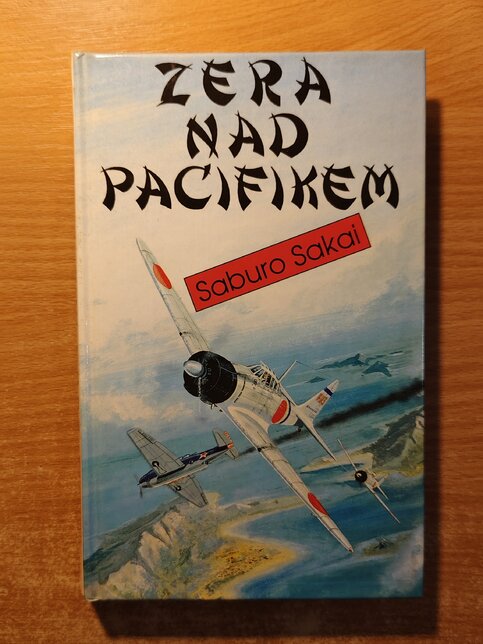 ZERA
NAD
PACIFIKEM
Saburo Sakai